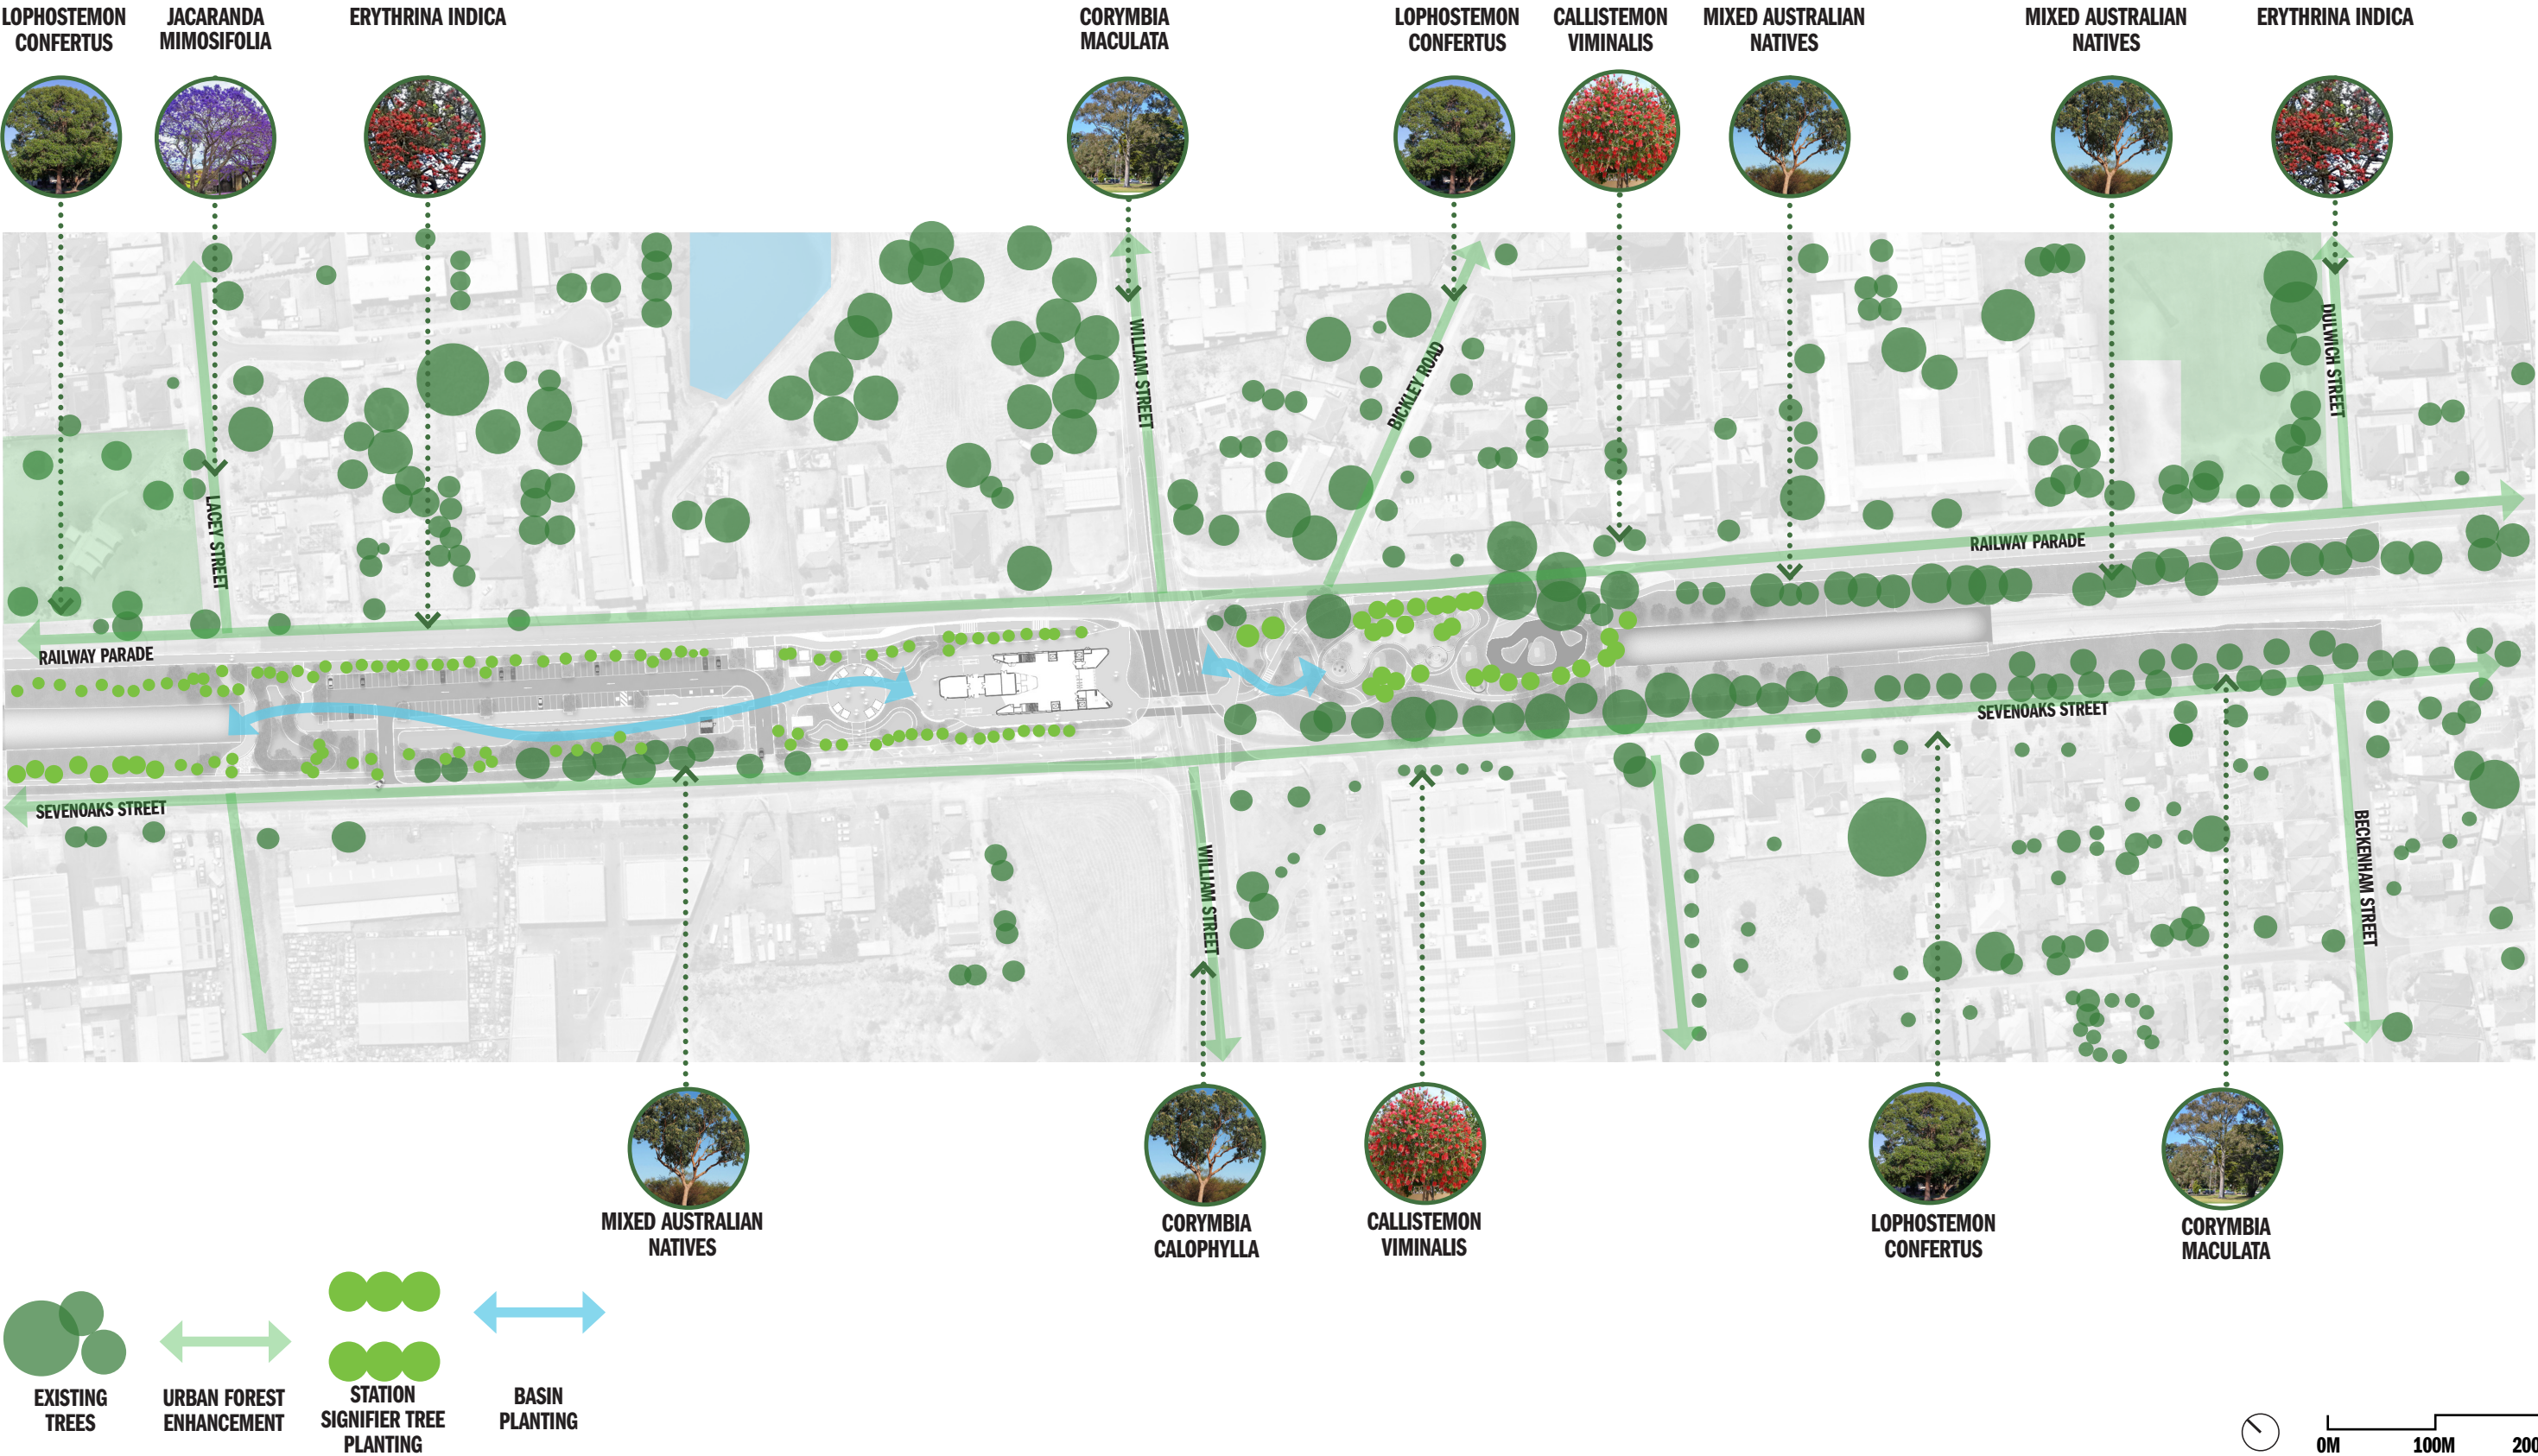 LOPHOSTEMON
CONFERTUS
JACARANDA
MIMOSIFOLIA
ERYTHRINA INDICA
CORYMBIA
MACULATA
LOPHOSTEMON
CONFERTUS
CALLISTEMON
VIMINALIS
MIXED AUSTRALIAN
NATIVES
MIXED AUSTRALIAN
NATIVES
ERYTHRINA INDICA
LACEY STREET
WILLIAM STREET
BICKLEY ROAD
DULWICH STREET
RAILWAY PARADE
RAILWAY PARADE
SEVENOAKS STREET
SEVENOAKS STREET
WILLIAM STREET
BECKENHAM STREET
MIXED AUSTRALIAN
NATIVES
CORYMBIA
CALOPHYLLA
CALLISTEMON
VIMINALIS
LOPHOSTEMON
CONFERTUS
CORYMBIA
MACULATA
EXISTING
TREES
URBAN FOREST
ENHANCEMENT
STATION
SIGNIFIER TREE
PLANTING
BASIN
PLANTING
0M
100M
200